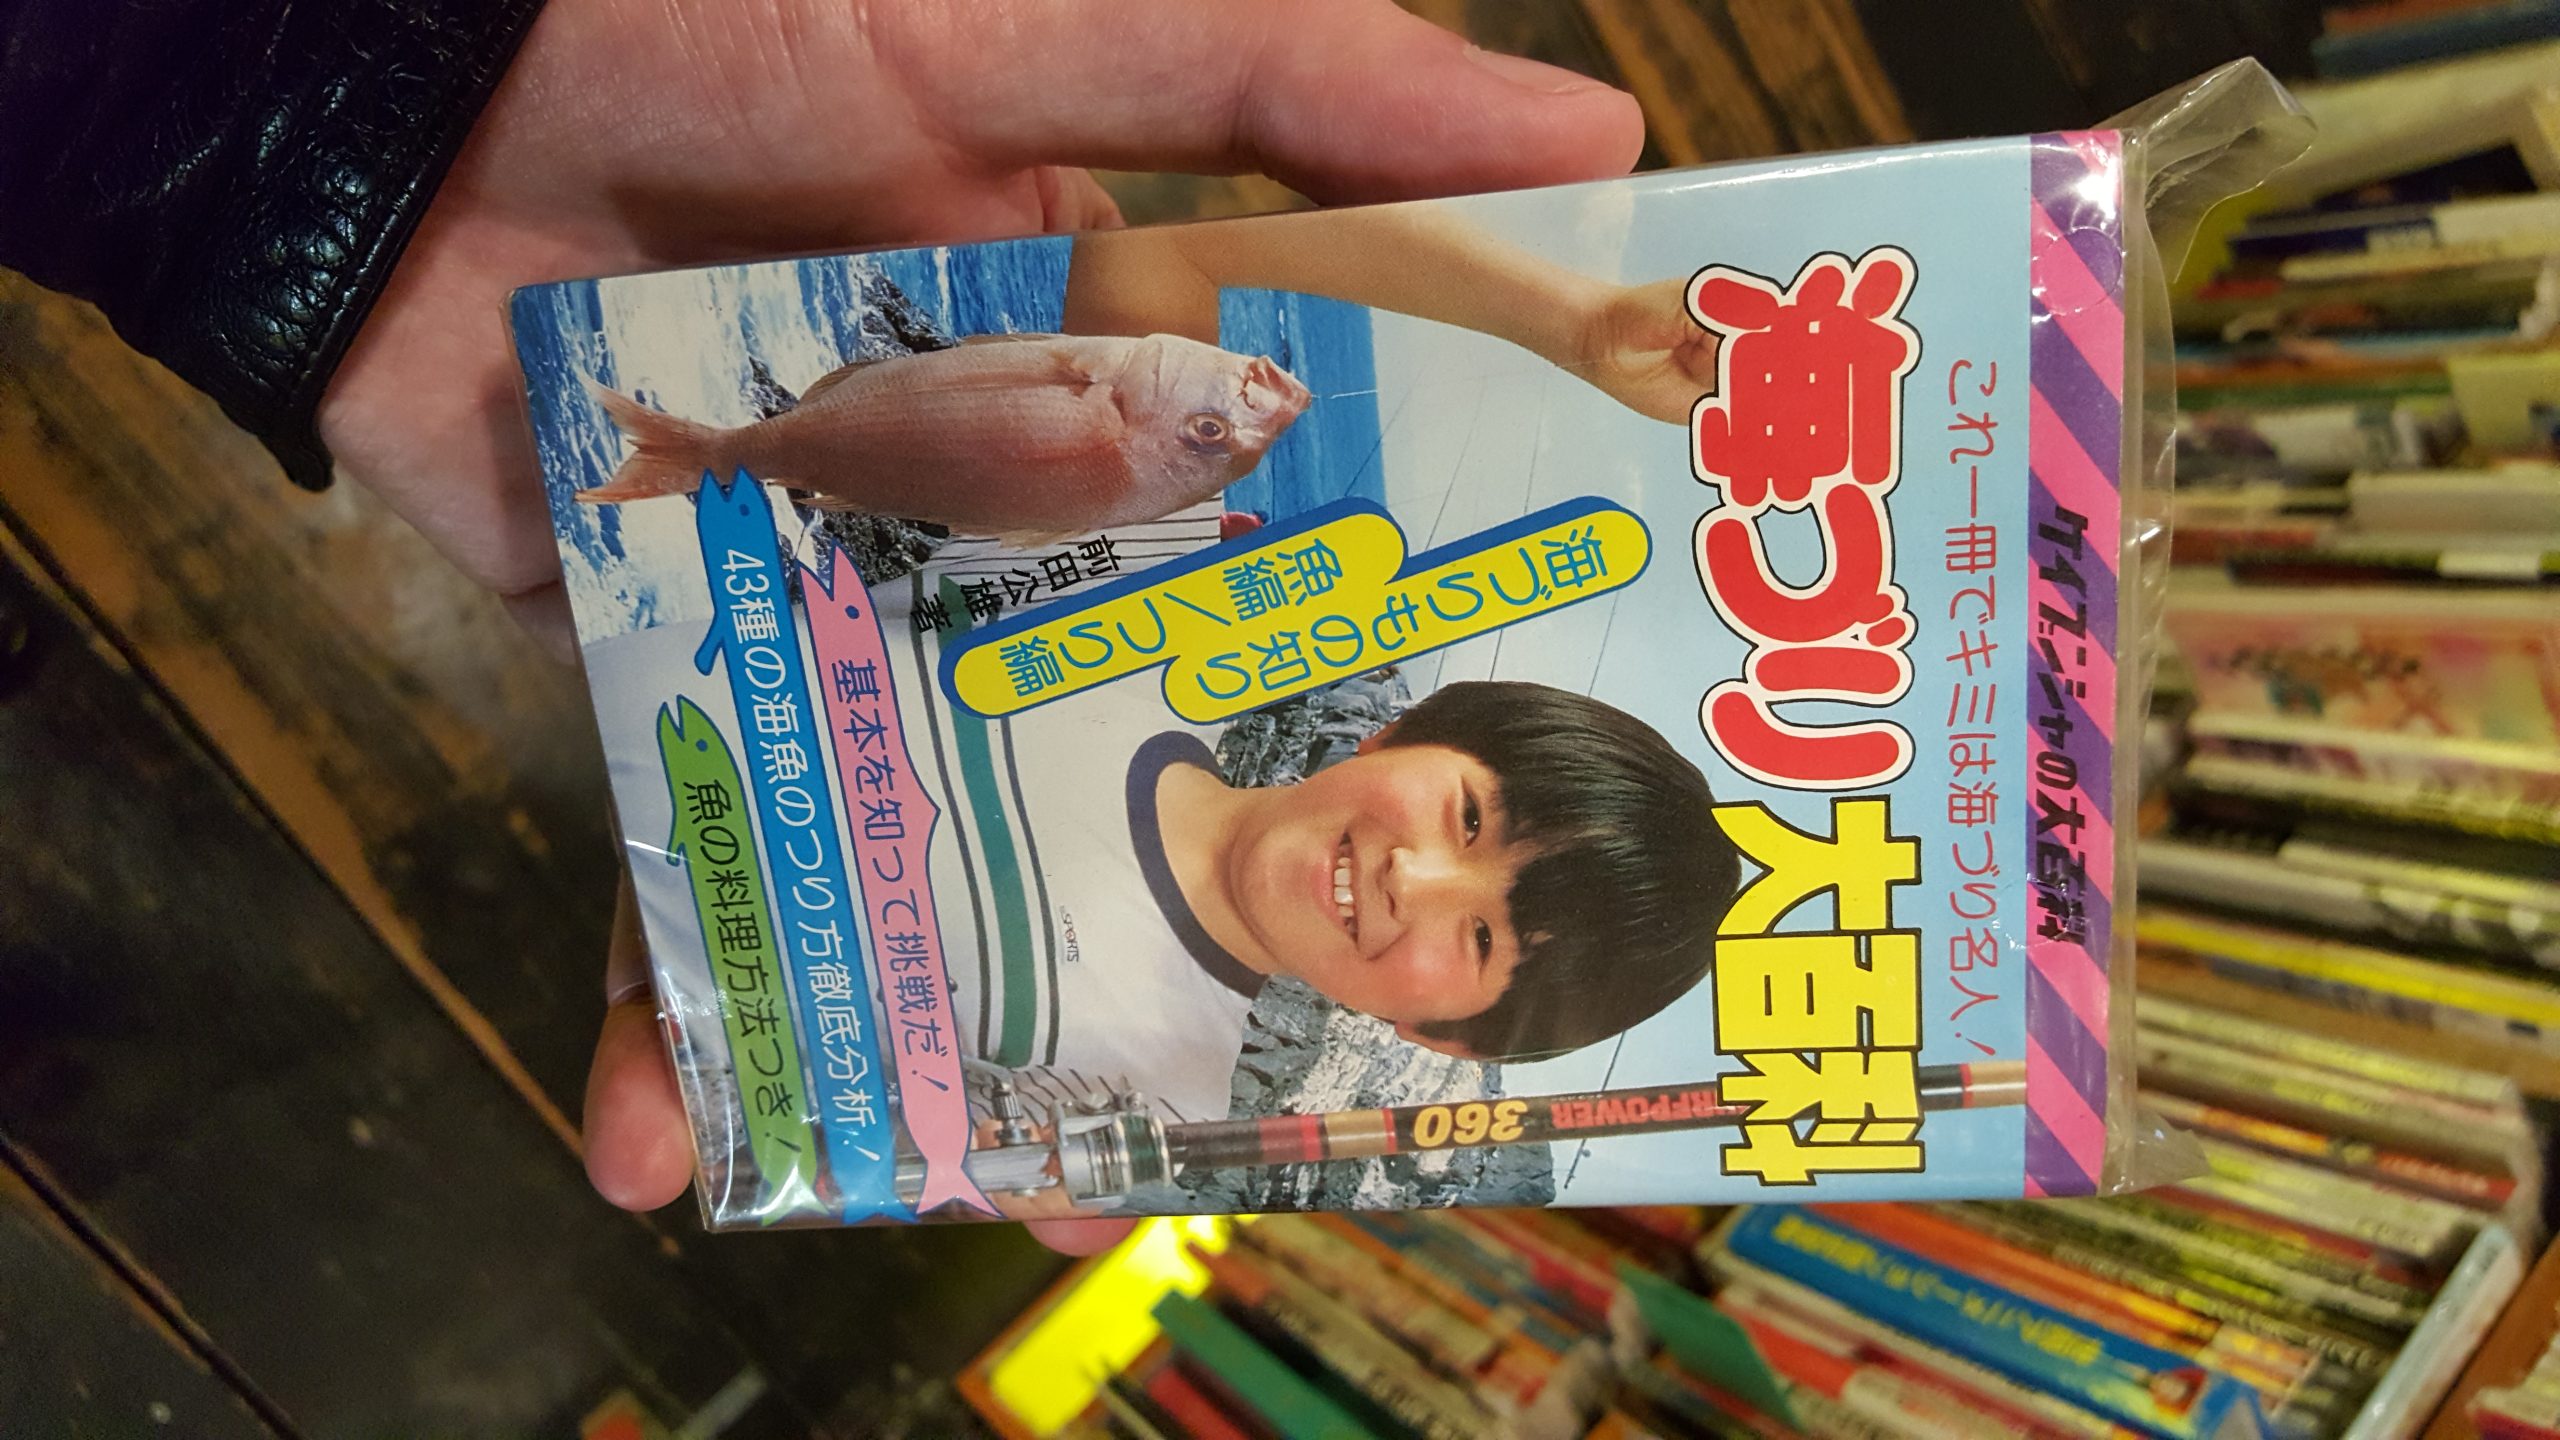 ケイブンシャの大百科
これ一冊でキミは海づり名人!
海づり大百科
海づりもの知り
魚編/つり編
前田公雄 著
SPORTS
RFPOWER 360
基本を知って挑戦だ!
43種の海魚のつり方徹底分析!
魚の料理方法つき!